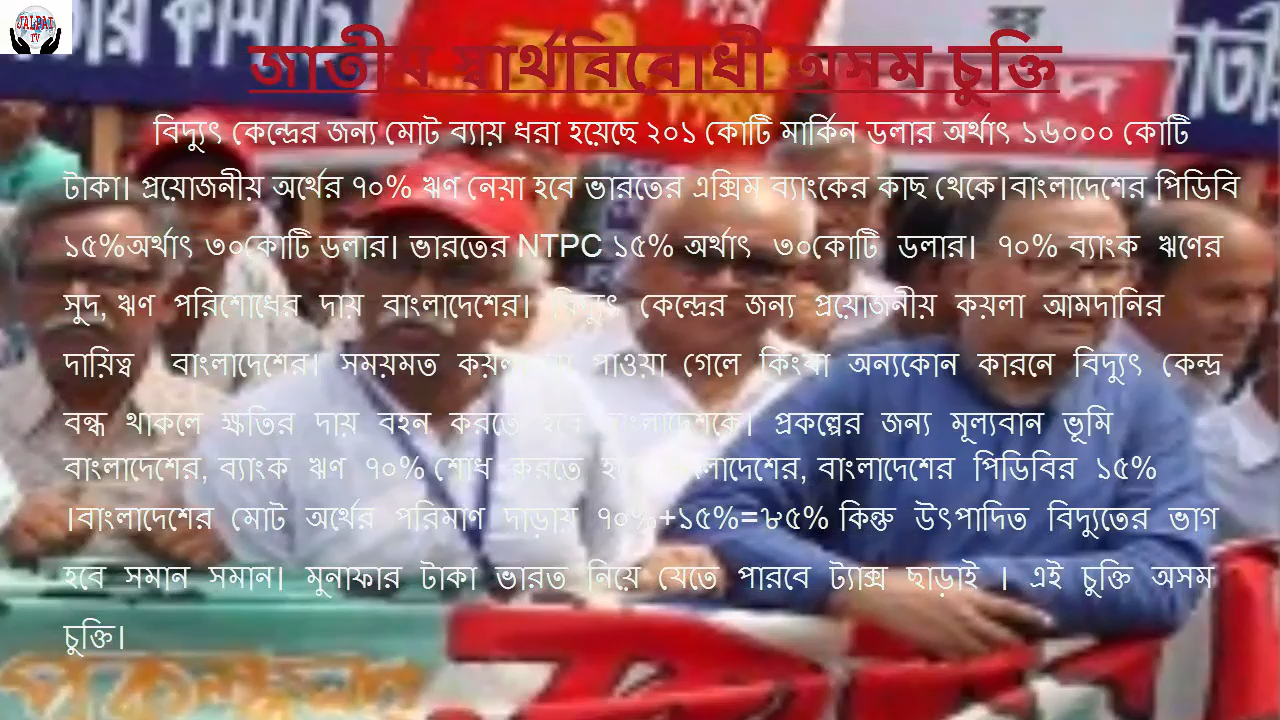 JALPAI
TV
জাতীয় স্বার্থবিরোধী অসম চুক্তি
বিদ্যুৎ কেন্দ্রের জন্য মোট ব্যায় ধরা হয়েছে ২০১ কোটি মার্কিন ডলার অর্থাৎ ১৬০০০ কোটি
টাকা। প্রয়োজনীয় অর্থের ৭০% ঋণ নেযা হবে ভারতের এক্সিম ব্যাংকের কাছ থেকে।বাংলাদেশের পিডিবি
১৫%অর্থাৎ ৩০কোটি ডলার। ভারতের NTPC ১৫% অর্থাৎ ৩০কোটি ডলার। ৭০% ব্যাংক ঋণের
সুদ, ঋণ পরিশোধের দায় বাংলাদেশের। বিদ্যুৎ কেন্দ্রের জন্য প্রয়োজনীয় কয়লা আমদানির
দায়িত্ব বাংলাদেশের। সময়মত কয়লা না পাওয়া গেলে কিংবা অন্যকোন কারনে বিদ্যুৎ কেন্দ্র
বন্ধ থাকলে ক্ষতির দায় বহন করতে হবে বাংলাদেশকে। প্রকল্পের জন্য মূল্যবান ভূমি
বাংলাদেশের, ব্যাংক ঋণ ৭০% শোধ করতে হবে বাংলাদেশের, বাংলাদেশের পিডিবির ১৫%
।বাংলাদেশের মোট অর্থের পরিমাণ দাড়ায় ৭০%+১৫%=৮৫% কিন্তু উৎপাদিত বিদ্যুতের ভাগ
হবে সমান সমান। মুনাফার টাকা ভারত নিয়ে যেতে পারবে ট্যাক্স ছাড়াই । এই চুক্তি অসম
চুক্তি।